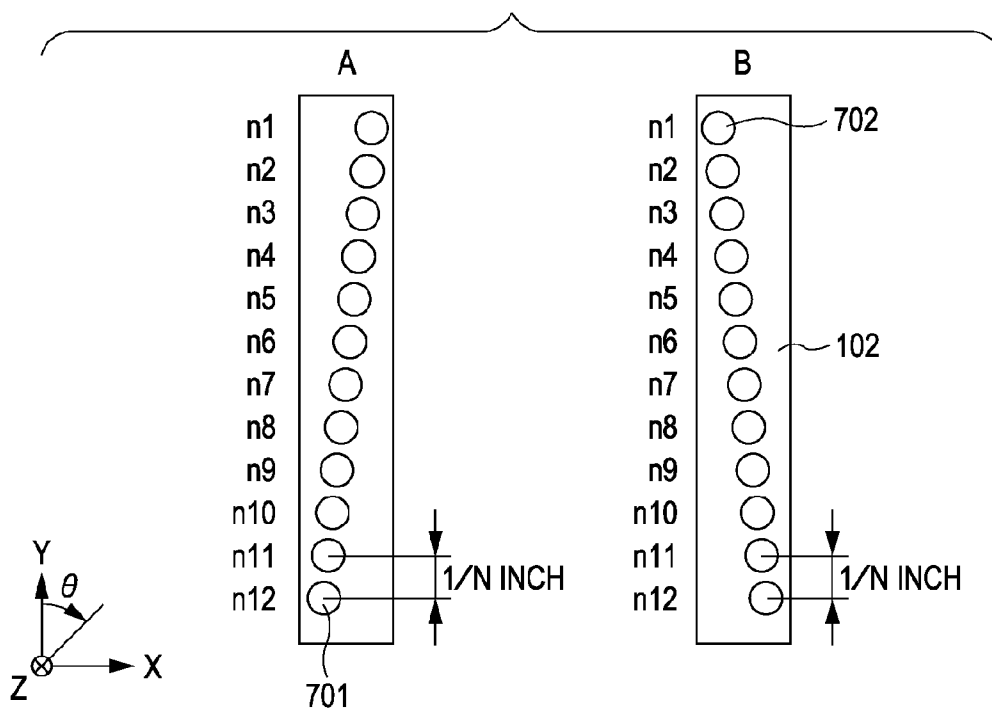 A B
n1 n1 702
n2 n2
n3 n3
n4 n4
n5 n5
n6 n6 102
n7 n7
n8 n8
n9 n9
n10 n10
n11 n11
1/N INCH 1/N INCH
n12 n12
Y θ
Z X
701